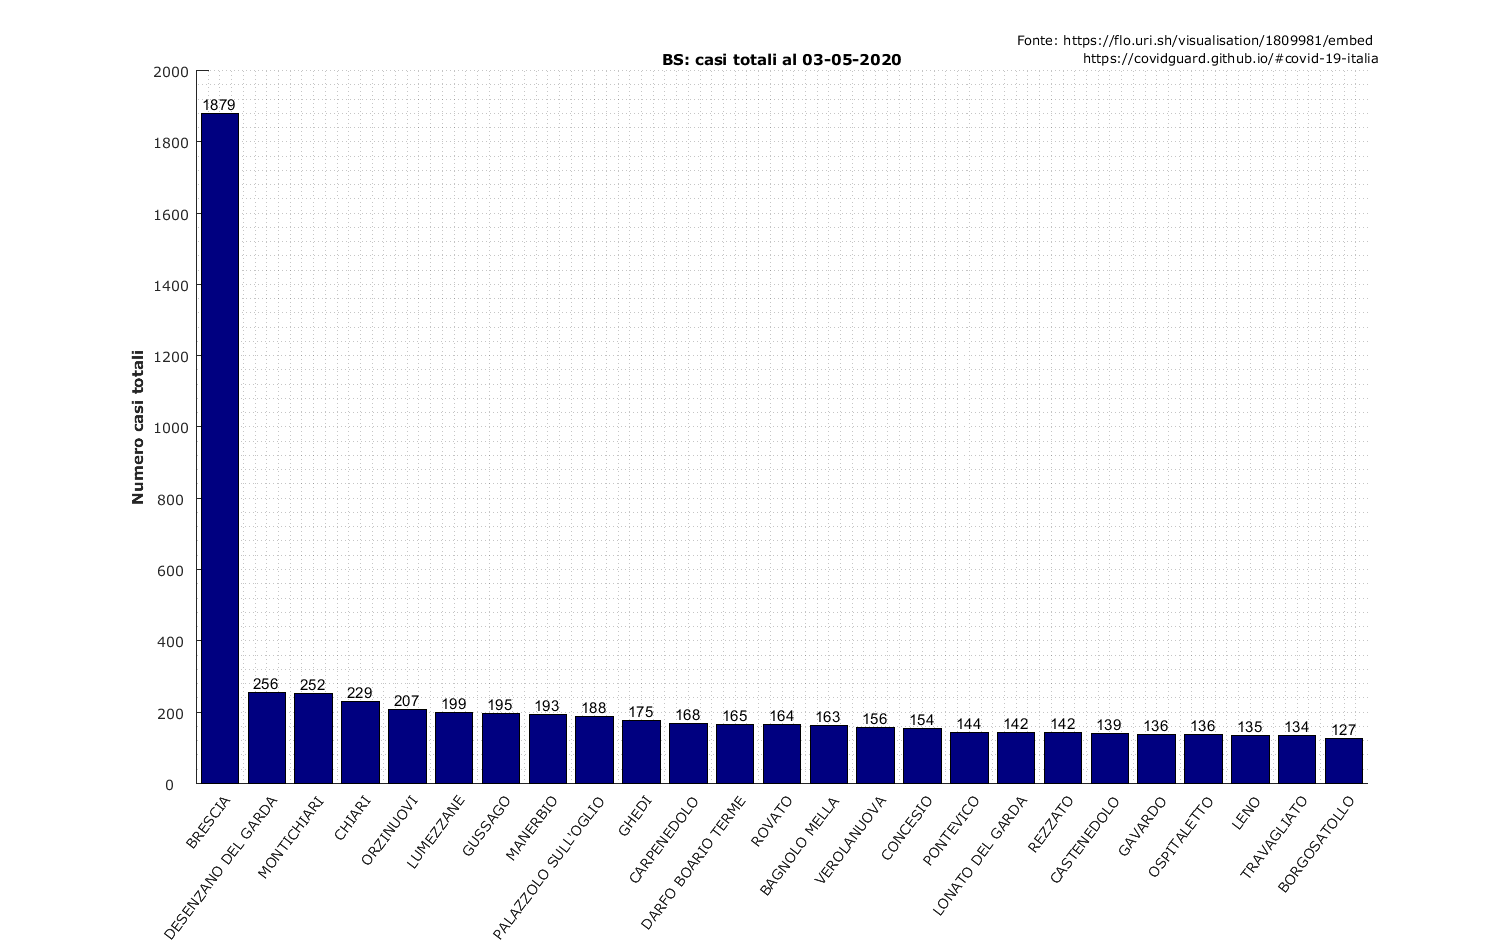 Fonte: https://flo.uri.sh/visualisation/1809981/embed
https://covidguard.github.io/#covid-19-italia
BS: casi totali al 03-05-2020
Numero casi totali
2000
1800
1600
1400
1200
1000
800
600
400
200
0
1879
256
252
229
207
199
195
193
188
175
168
165
164
163
156
154
144
142
142
139
136
136
135
134
127
BRESCIA
DESENZANO DEL GARDA
MONTICHIARI
CHIARI
ORZINUOVI
LUMEZZANE
GUSSAGO
MANERBIO
PALAZZOLO SULL'OGLIO
GHEDI
CARPENEDOLO
DARFO BOARIO TERME
ROVATO
BAGNOLO MELLA
VEROLANUOVA
CONCESIO
PONTEVICO
LONATO DEL GARDA
REZZATO
CASTENEDOLO
GAVARDO
OSPITALETTO
LENO
TRAVAGLIATO
BORGOSATOLLO